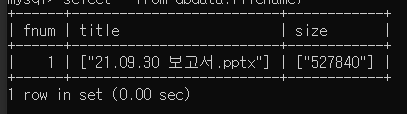 mysql> select * from dbdata.filename;
+------+------------------------+------------+
| fnum | title | size |
+------+------------------------+------------+
| 1 | ["21.09.30 보고서.pptx"] | ["527840"] |
+------+------------------------+------------+
1 row in set (0.00 sec)